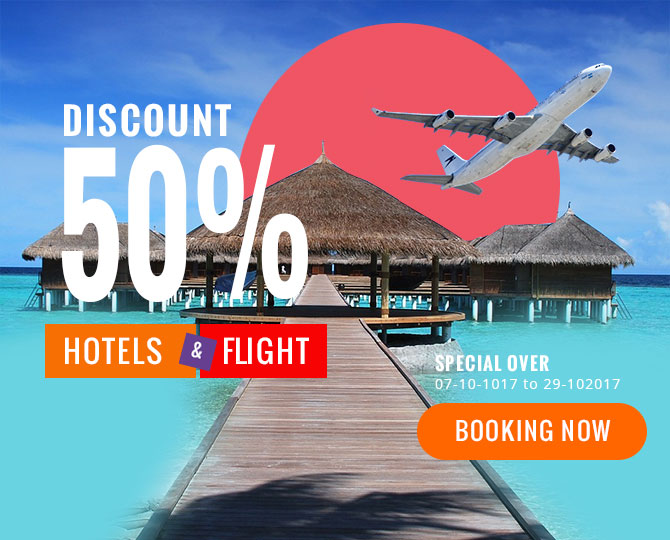 DISCOUNT
50%
HOTELS & FLIGHT
SPECIAL OVER
07-10-1017 to 29-102017
BOOKING NOW